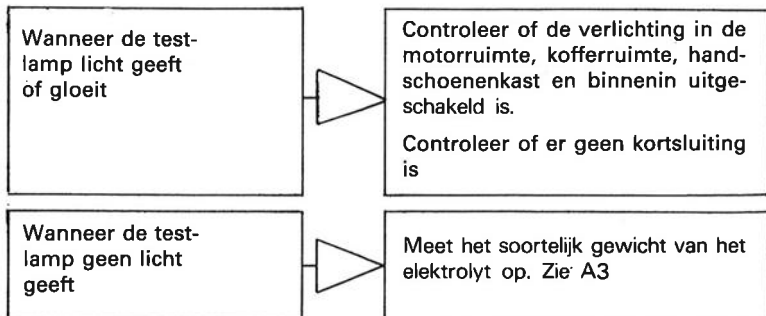 Wanneer de test-
lamp licht geeft
of gloeit
Controleer of de verlichting in de
motorruimte, kofferruimte, hand-
schoenenkast en binnenin uitge-
schakeld is.
Controleer of er geen kortsluiting
is
Wanneer de test-
lamp geen licht
geeft
Meet het soortelijk gewicht van het
elektrolyt op. Zie A3